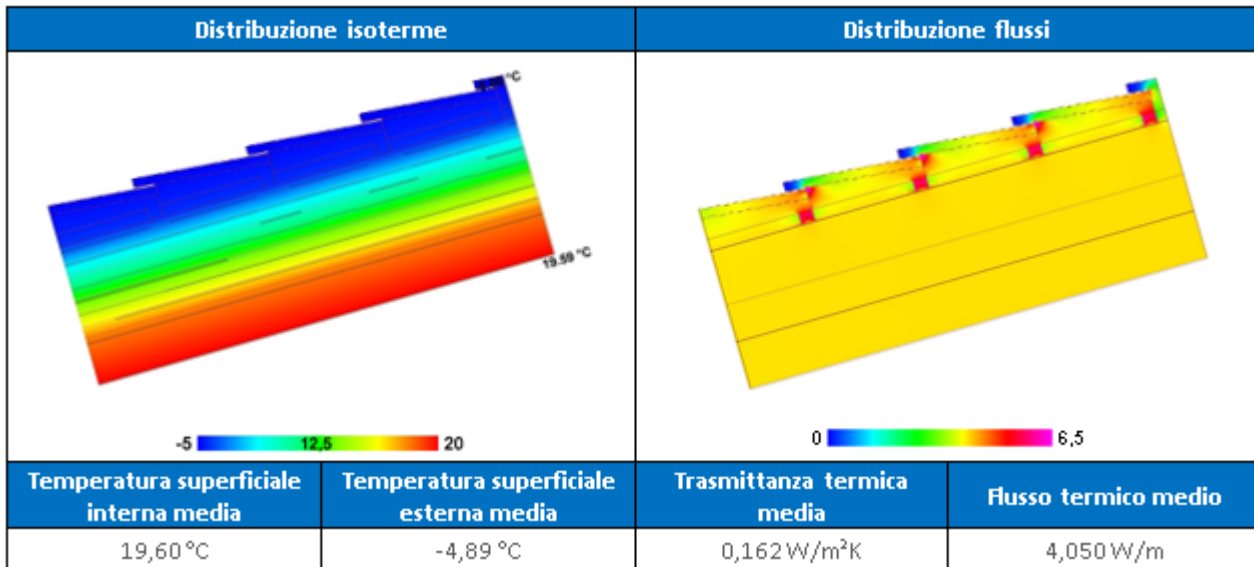 Distribuzione isoterme
Distribuzione flussi
°C
19.59 °C
-5 12,5 20
0 6,5
Temperatura superficiale interna media
Temperatura superficiale esterna media
Trasmittanza termica media
Flusso termico medio
19,60 °C
-4,89 °C
0,162 W/m²K
4,050 W/m